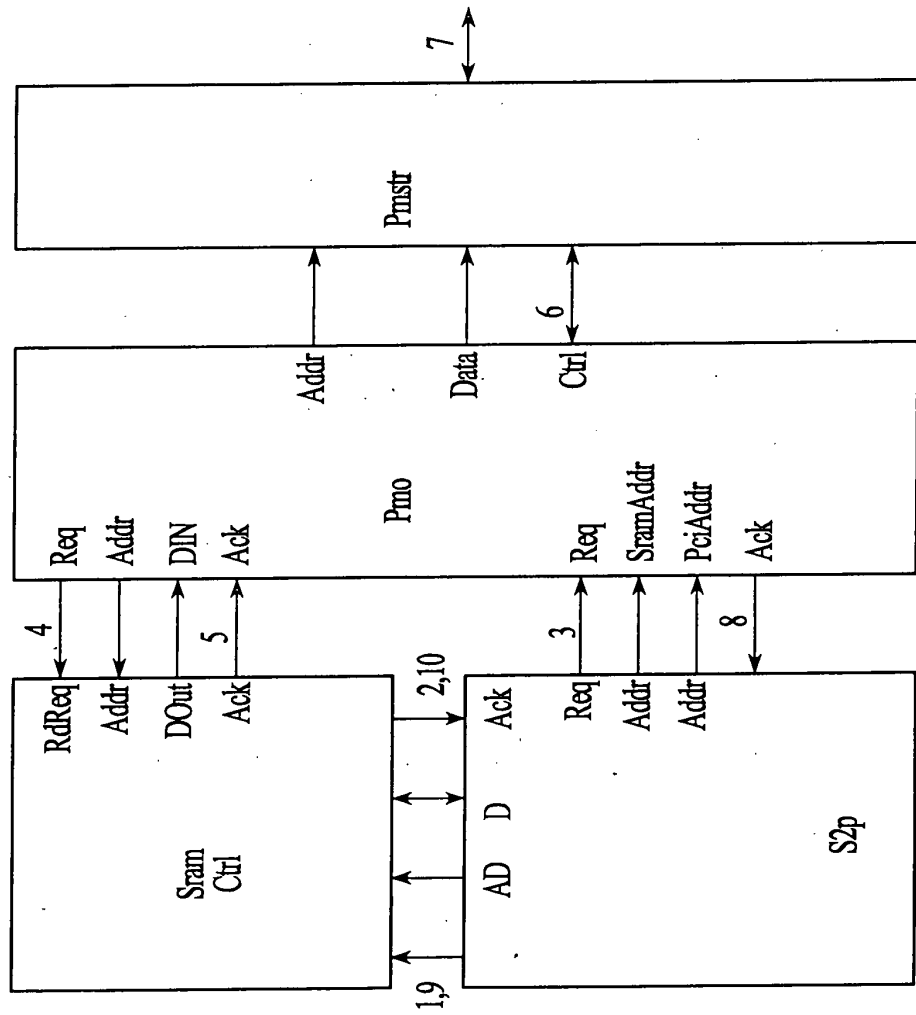 7
Pmstr
6
Addr
Data
Ctrl
Pmo
Req
Addr
DIN
Ack
Req
SramAddr
PciAddr
Ack
4
5
3
8
RdReq
Addr
DOut
Ack
Sram
Ctrl
2,10
1,9
Ack
D
AD
Req
Addr
Addr
S2p